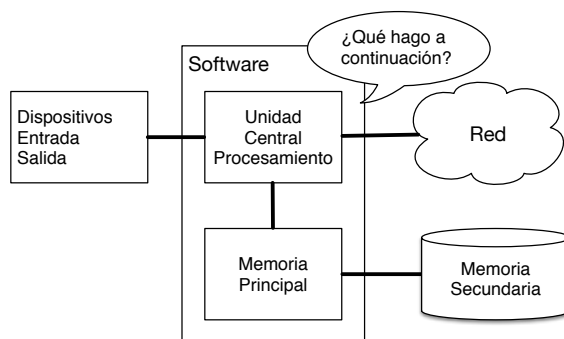 ¿Qué hago a
continuación?
Software
Dispositivos
Entrada
Salida
Unidad
Central
Procesamiento
Red
Memoria
Principal
Memoria
Secundaria